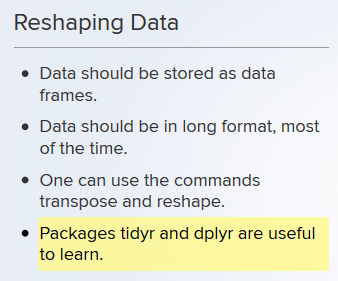 Reshaping Data
Data should be stored as data
frames.
Data should be in long format, most
of the time.
One can use the commands
transpose and reshape.
Packages tidyr and dplyr are useful
to learn.